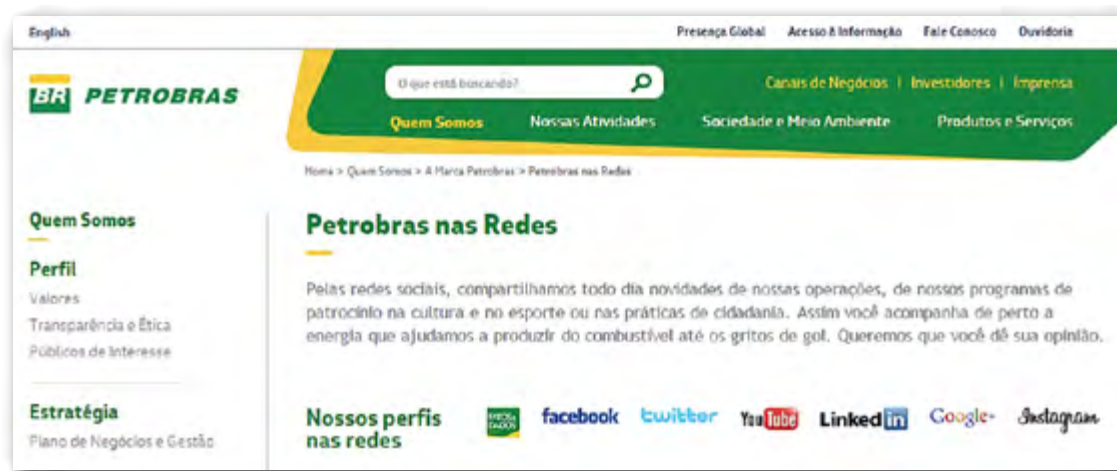 English
Presença Global Acesso à Informação Fale Conosco Ouvidoria
BR PETROBRAS
O que está buscando?
Canais de Negócios | Investidores | Imprensa
Quem Somos Nossas Atividades Sociedade e Meio Ambiente Produtos e Serviços
Home > Quem Somos > A Marca Petrobras > Petrobras nas Redes
Quem Somos
Perfil
Valores
Transparência e Ética
Públicos de Interesse
Estratégia
Plano de Negócios e Gestão
Petrobras nas Redes
Pelas redes sociais, compartilhamos todo dia novidades de nossas operações, de nossos programas de
patrocínio na cultura e no esporte ou nas práticas de cidadania. Assim você acompanha de perto a
energia que ajudamos a produzir do combustível até os gritos de gol. Queremos que você dê sua opinião.
Nossos perfis
nas redes
FATOS e
DADOS
facebook twitter YouTube LinkedIn Google+ Instagram